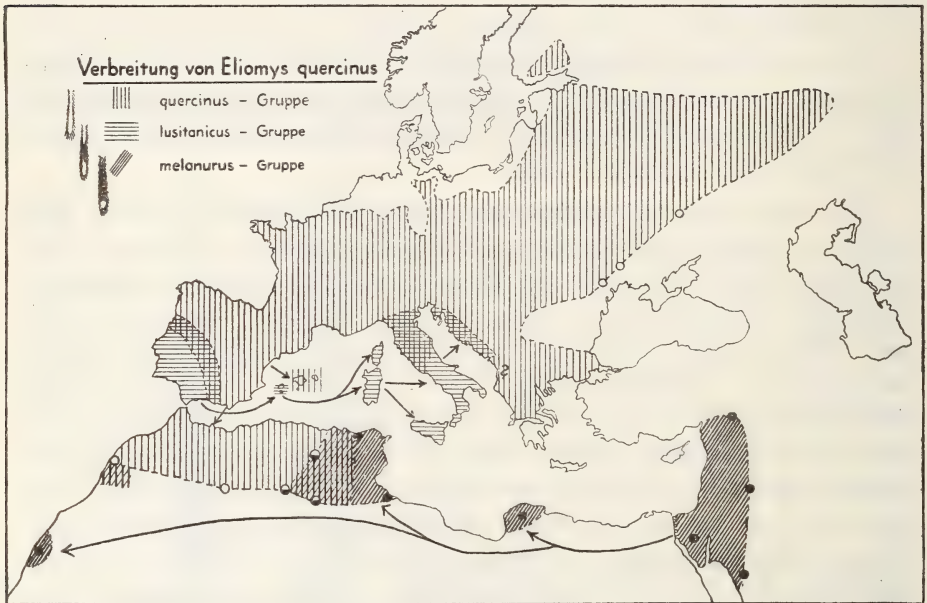 Verbreitung von Eliomys quercinus
quercinus – Gruppe
lusitanicus – Gruppe
melanurus – Gruppe
?